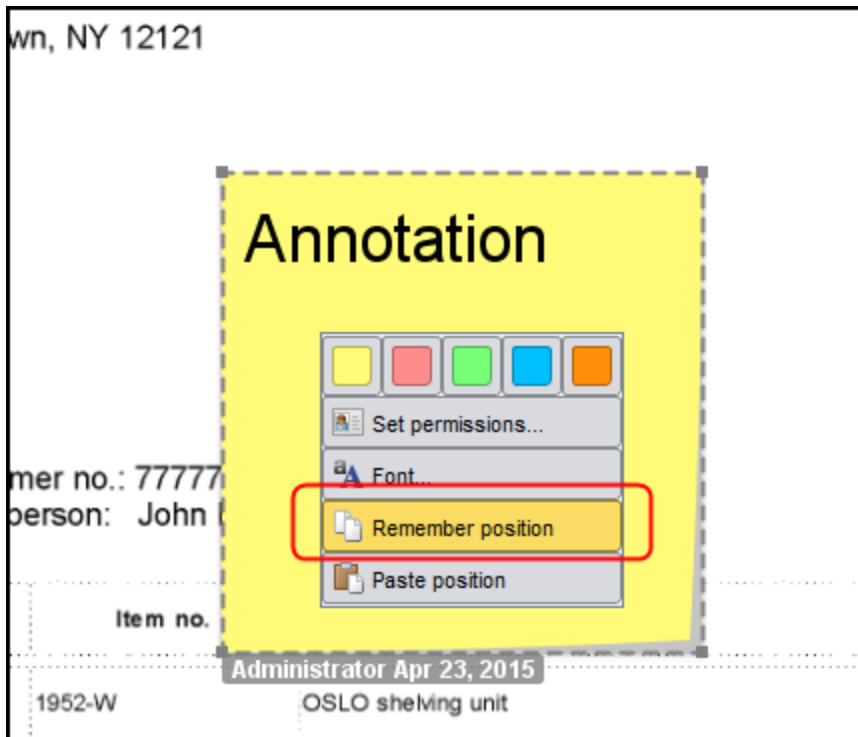 wn, NY 12121
Annotation
Set permissions...
mer no.: 77777
Font...
person: John
Remember position
Paste position
Item no.
Administrator Apr 23, 2015
1952-W OSLO shelving unit